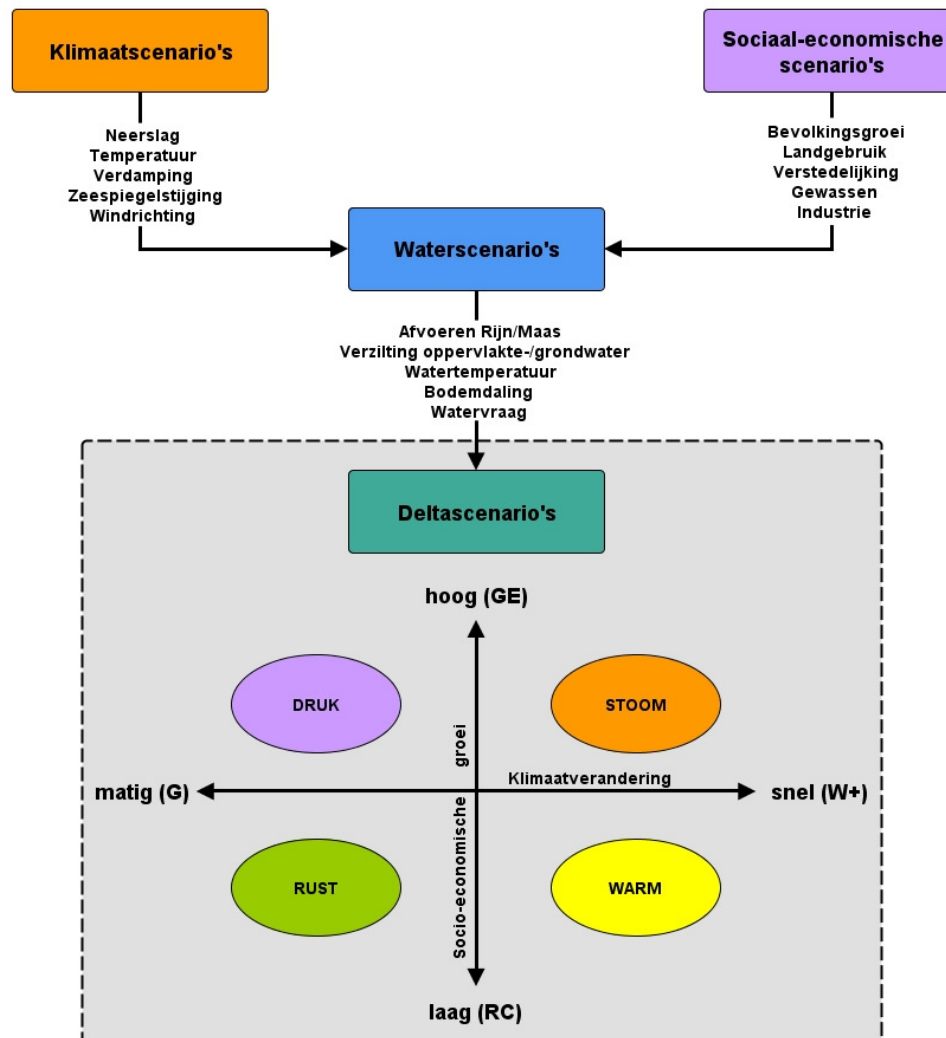 Klimaatscenario's
Sociaal-economische
scenario's
Neerslag
Temperatuur
Verdamping
Zeespiegelstijging
Windrichting
Bevolkingsgroei
Landgebruik
Verstedelijking
Gewassen
Industrie
Waterscenario's
Afvoeren Rijn/Maas
Verzilting oppervlakte-/grondwater
Watertemperatuur
Bodemdaling
Watervraag
Deltascenario's
hoog (GE)
DRUK
STOOM
groei
Klimaatverandering
matig (G)
snel (W+)
Socio-economische
RUST
WARM
laag (RC)